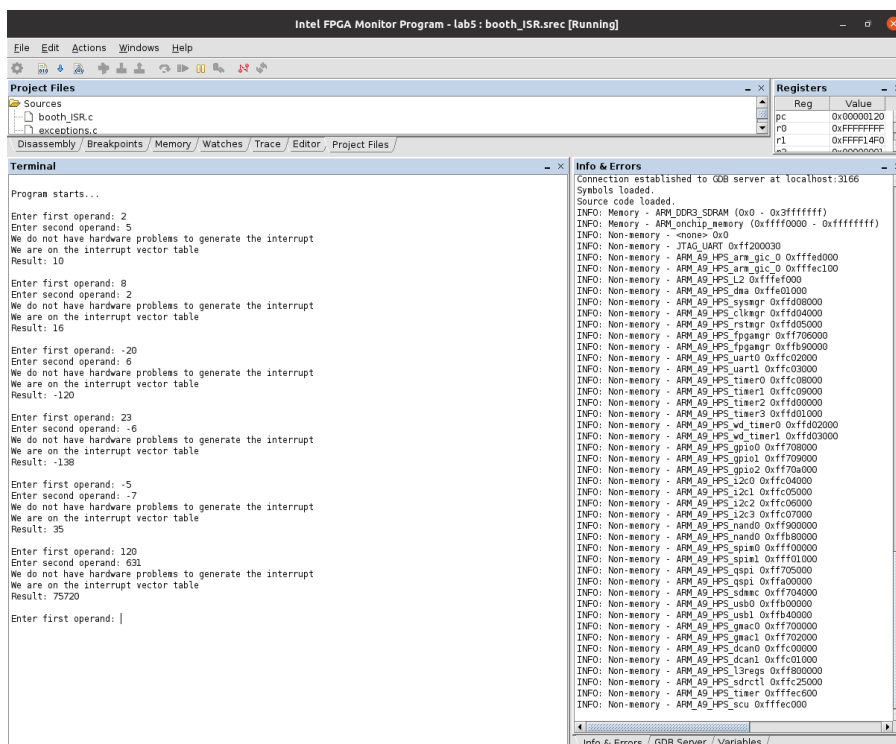 Intel FPGA Monitor Program - lab5 : booth_ISR.srec [Running]
File Edit Actions Windows Help
Project Files
Sources
booth_ISR.c
exceptions.c
Disassembly Breakpoints Memory Watches Trace Editor Project Files
Registers
Reg Value
pc 0x00000120
r0 0xFFFFFFFF
r1 0xFFFF14F0
Terminal
Program starts...
Enter first operand: 2
Enter second operand: 5
We do not have hardware problems to generate the interrupt
We are on the interrupt vector table
Result: 10
Enter first operand: 8
Enter second operand: 2
We do not have hardware problems to generate the interrupt
We are on the interrupt vector table
Result: 16
Enter first operand: -20
Enter second operand: 6
We do not have hardware problems to generate the interrupt
We are on the interrupt vector table
Result: -120
Enter first operand: 23
Enter second operand: -6
We do not have hardware problems to generate the interrupt
We are on the interrupt vector table
Result: -138
Enter first operand: -5
Enter second operand: -7
We do not have hardware problems to generate the interrupt
We are on the interrupt vector table
Result: 35
Enter first operand: 120
Enter second operand: 631
We do not have hardware problems to generate the interrupt
We are on the interrupt vector table
Result: 75720
Enter first operand:
Info & Errors
Connection established to GDB server at localhost:3166
Symbols loaded.
Source code loaded.
INFO: Memory - ARM_DDR3_SDRAM (0x0 - 0x3fffffff)
INFO: Memory - ARM_onchip_memory (0xffff0000 - 0xffffffff)
INFO: Non-memory - <none> 0x0
INFO: Non-memory - JTAG_UART 0xff200030
INFO: Non-memory - ARM_A9_HPS_arm_gic_0 0xfffed000
INFO: Non-memory - ARM_A9_HPS_arm_gic_0 0xfffec100
INFO: Non-memory - ARM_A9_HPS_L2 0xfffef000
INFO: Non-memory - ARM_A9_HPS_dma 0xffe01000
INFO: Non-memory - ARM_A9_HPS_sysmgr 0xffd08000
INFO: Non-memory - ARM_A9_HPS_clkmgr 0xffd04000
INFO: Non-memory - ARM_A9_HPS_rstmgr 0xffd05000
INFO: Non-memory - ARM_A9_HPS_fpgamgr 0xff706000
INFO: Non-memory - ARM_A9_HPS_fpgamgr 0xffb90000
INFO: Non-memory - ARM_A9_HPS_uart0 0xffc02000
INFO: Non-memory - ARM_A9_HPS_uart1 0xffc03000
INFO: Non-memory - ARM_A9_HPS_timer0 0xffc08000
INFO: Non-memory - ARM_A9_HPS_timer1 0xffc09000
INFO: Non-memory - ARM_A9_HPS_timer2 0xffd00000
INFO: Non-memory - ARM_A9_HPS_timer3 0xffd01000
INFO: Non-memory - ARM_A9_HPS_wd_timer0 0xffd02000
INFO: Non-memory - ARM_A9_HPS_wd_timer1 0xffd03000
INFO: Non-memory - ARM_A9_HPS_gpio0 0xff708000
INFO: Non-memory - ARM_A9_HPS_gpio1 0xff709000
INFO: Non-memory - ARM_A9_HPS_gpio2 0xff70a000
INFO: Non-memory - ARM_A9_HPS_i2c0 0xffc04000
INFO: Non-memory - ARM_A9_HPS_i2c1 0xffc05000
INFO: Non-memory - ARM_A9_HPS_i2c2 0xffc06000
INFO: Non-memory - ARM_A9_HPS_i2c3 0xffc07000
INFO: Non-memory - ARM_A9_HPS_nand0 0xff900000
INFO: Non-memory - ARM_A9_HPS_nand0 0xffb80000
INFO: Non-memory - ARM_A9_HPS_spim0 0xfff00000
INFO: Non-memory - ARM_A9_HPS_spim1 0xfff01000
INFO: Non-memory - ARM_A9_HPS_qspi 0xff705000
INFO: Non-memory - ARM_A9_HPS_qspi 0xffa00000
INFO: Non-memory - ARM_A9_HPS_sdmmc 0xff704000
INFO: Non-memory - ARM_A9_HPS_usb0 0xffb00000
INFO: Non-memory - ARM_A9_HPS_usb1 0xffb40000
INFO: Non-memory - ARM_A9_HPS_gmac0 0xff700000
INFO: Non-memory - ARM_A9_HPS_gmac1 0xff702000
INFO: Non-memory - ARM_A9_HPS_dcan0 0xffc00000
INFO: Non-memory - ARM_A9_HPS_dcan1 0xffc01000
INFO: Non-memory - ARM_A9_HPS_l3regs 0xff800000
INFO: Non-memory - ARM_A9_HPS_sdrctl 0xffc25000
INFO: Non-memory - ARM_A9_HPS_timer 0xfffec600
INFO: Non-memory - ARM_A9_HPS_scu 0xfffec000
Info & Errors GDB Server Variables